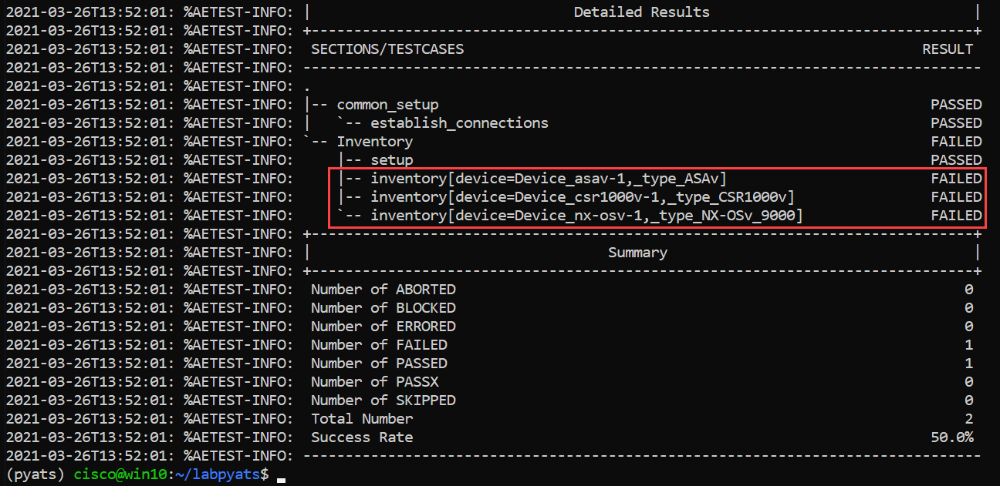 2021-03-26T13:52:01: %AETEST-INFO: |                               Detailed Results                                |
2021-03-26T13:52:01: %AETEST-INFO: +------------------------------------------------------------------------------+
2021-03-26T13:52:01: %AETEST-INFO:  SECTIONS/TESTCASES                                                      RESULT
2021-03-26T13:52:01: %AETEST-INFO: --------------------------------------------------------------------------------
2021-03-26T13:52:01: %AETEST-INFO: .
2021-03-26T13:52:01: %AETEST-INFO: |-- common_setup                                                          PASSED
2021-03-26T13:52:01: %AETEST-INFO: |   `-- establish_connections                                             PASSED
2021-03-26T13:52:01: %AETEST-INFO: `-- Inventory                                                             FAILED
2021-03-26T13:52:01: %AETEST-INFO:     |-- setup                                                             PASSED
2021-03-26T13:52:01: %AETEST-INFO:     |-- inventory[device=Device_asav-1,_type_ASAv]                        FAILED
2021-03-26T13:52:01: %AETEST-INFO:     |-- inventory[device=Device_csr1000v-1,_type_CSR1000v]                FAILED
2021-03-26T13:52:01: %AETEST-INFO:     `-- inventory[device=Device_nx-osv-1,_type_NX-OSv_9000]               FAILED
2021-03-26T13:52:01: %AETEST-INFO: +------------------------------------------------------------------------------+
2021-03-26T13:52:01: %AETEST-INFO: |                                   Summary                                    |
2021-03-26T13:52:01: %AETEST-INFO: +------------------------------------------------------------------------------+
2021-03-26T13:52:01: %AETEST-INFO:  Number of ABORTED                                                            0
2021-03-26T13:52:01: %AETEST-INFO:  Number of BLOCKED                                                            0
2021-03-26T13:52:01: %AETEST-INFO:  Number of ERRORED                                                            0
2021-03-26T13:52:01: %AETEST-INFO:  Number of FAILED                                                             1
2021-03-26T13:52:01: %AETEST-INFO:  Number of PASSED                                                             1
2021-03-26T13:52:01: %AETEST-INFO:  Number of PASSX                                                              0
2021-03-26T13:52:01: %AETEST-INFO:  Number of SKIPPED                                                            0
2021-03-26T13:52:01: %AETEST-INFO:  Total Number                                                                 2
2021-03-26T13:52:01: %AETEST-INFO:  Success Rate                                                             50.0%
2021-03-26T13:52:01: %AETEST-INFO: --------------------------------------------------------------------------------
(pyats) cisco@win10:~/labpyats$